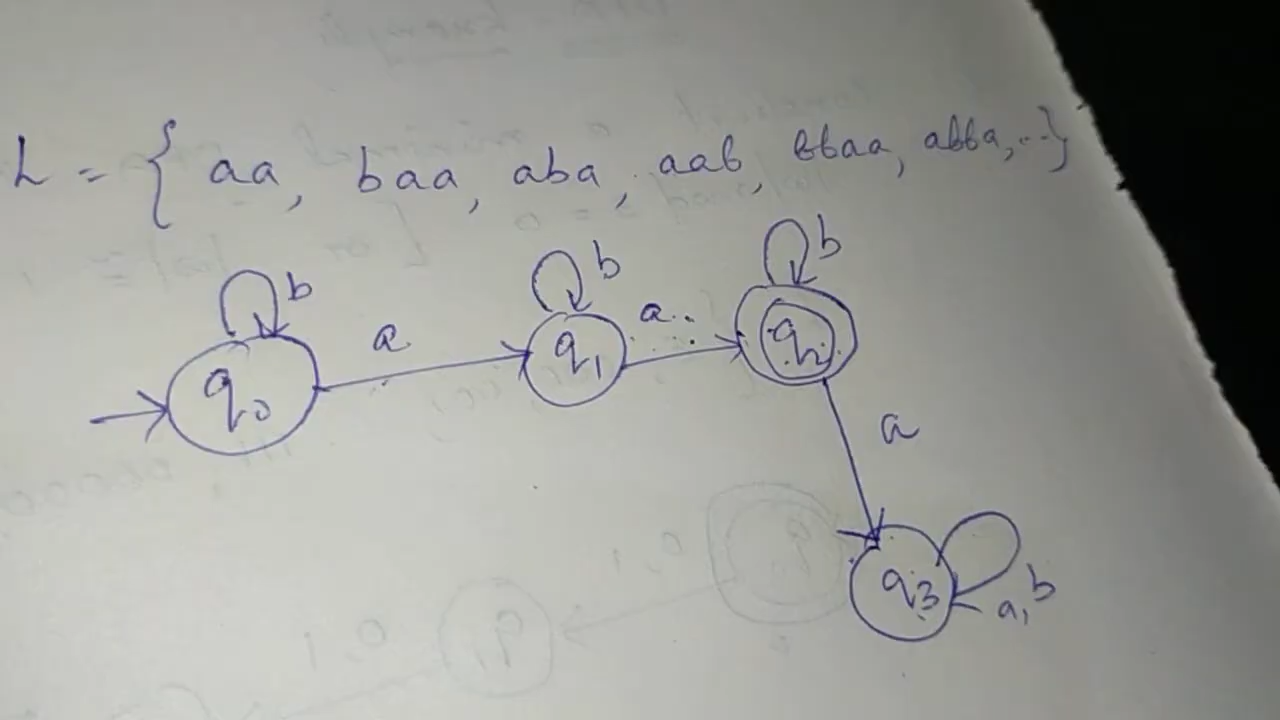 L = { aa, baa, aba, aab, bbaa, abba, ... }
b
b
b
a
a
q0
q1
q2
a
q3
a, b